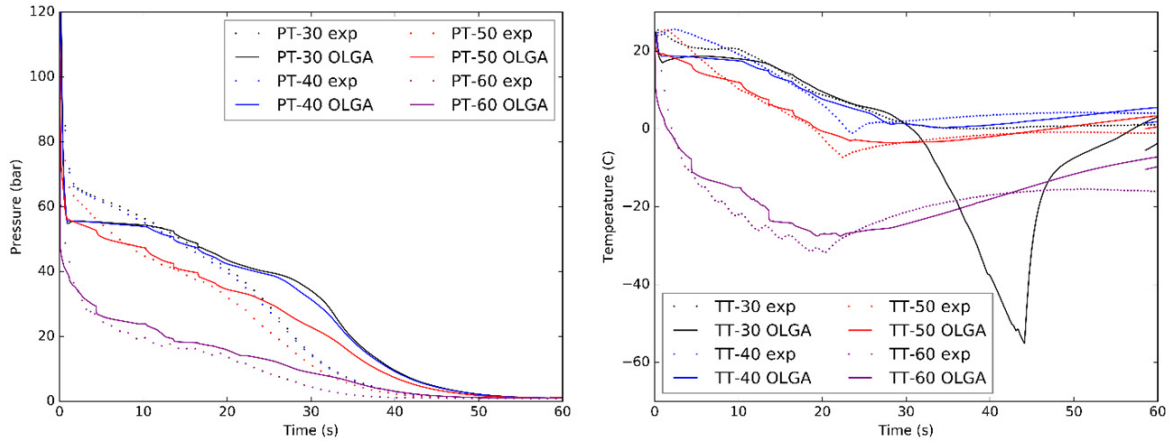 120
100
80
60
40
20
0
Pressure (bar)
PT-30 exp
PT-30 OLGA
PT-40 exp
PT-40 OLGA
PT-50 exp
PT-50 OLGA
PT-60 exp
PT-60 OLGA
0 10 20 30 40 50 60
Time (s)
20
0
−20
−40
−60
−70
Temperature (C)
TT-30 exp
TT-30 OLGA
TT-40 exp
TT-40 OLGA
TT-50 exp
TT-50 OLGA
TT-60 exp
TT-60 OLGA
0 10 20 30 40 50 60
Time (s)